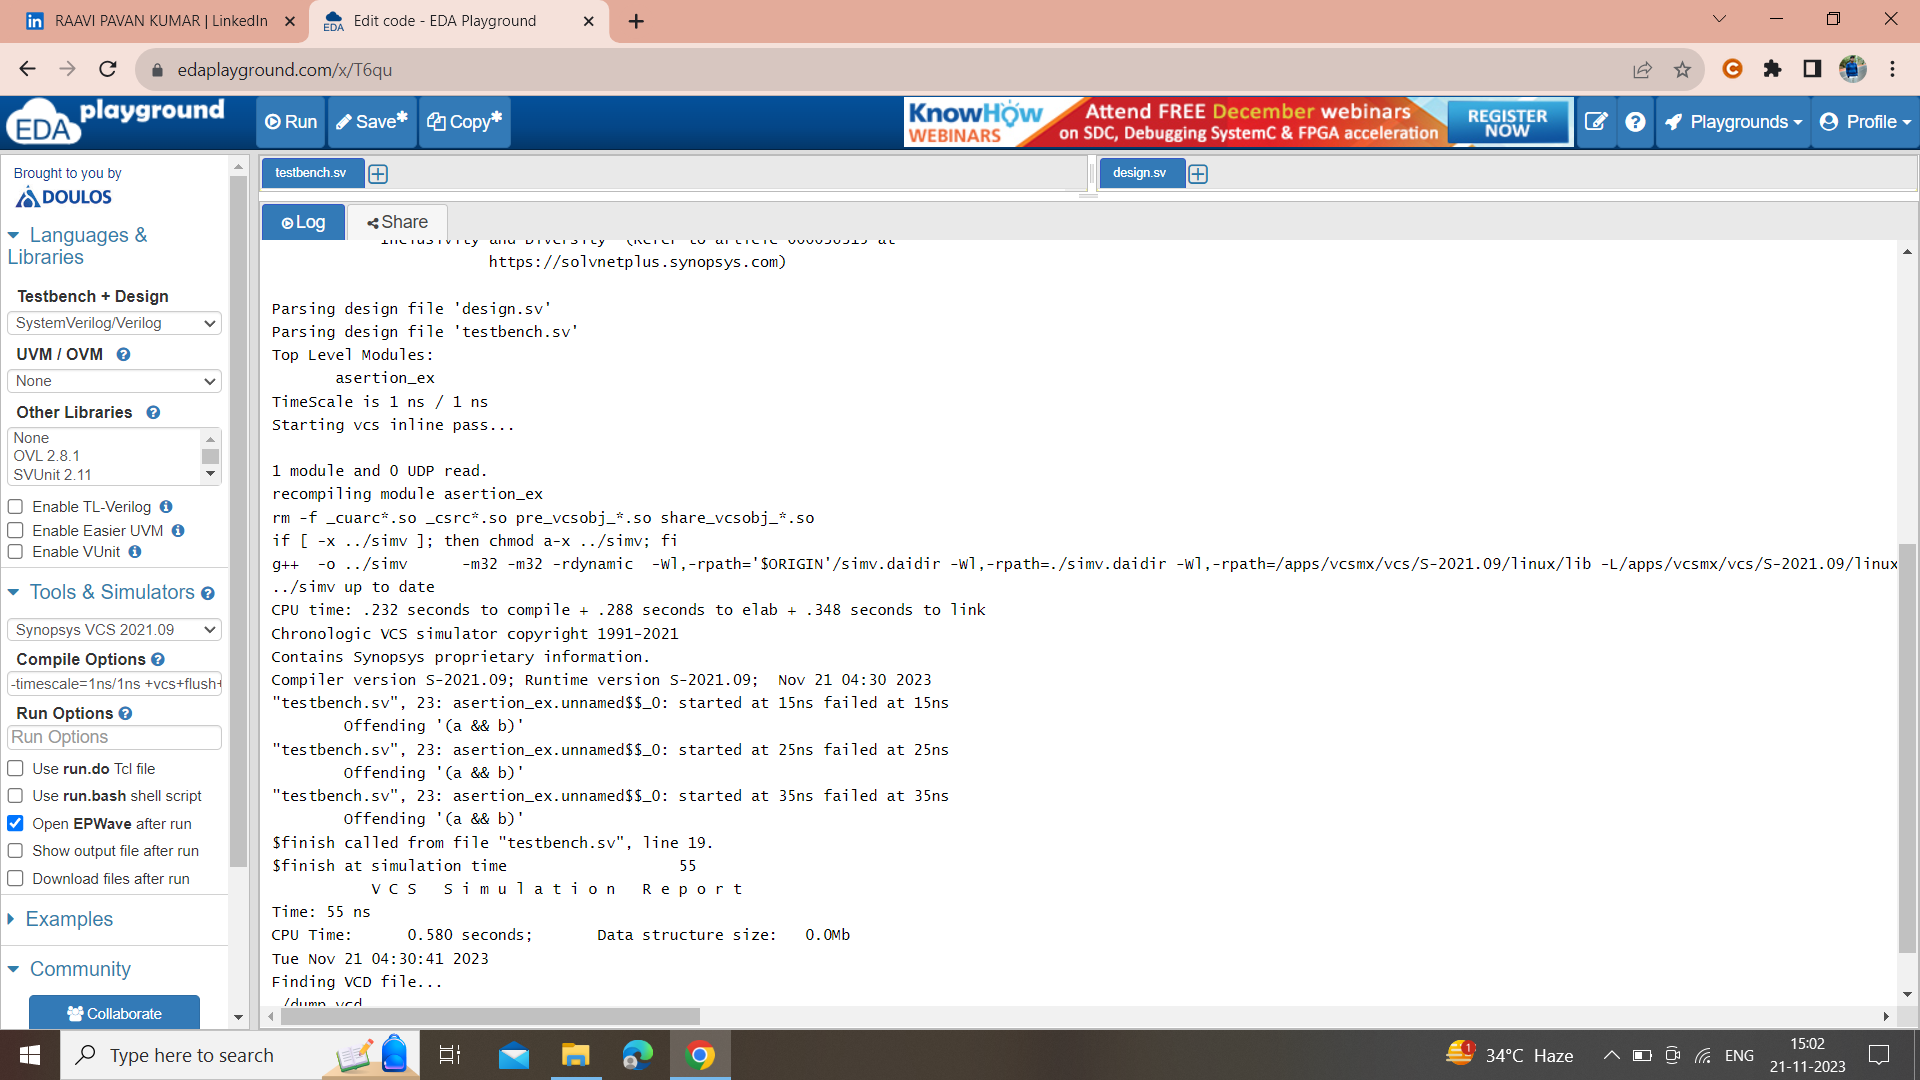 RAAVI PAVAN KUMAR | LinkedIn
Edit code - EDA Playground
edaplayground.com/x/T6qu
EDA playground
Run
Save*
Copy*
KnowHow WEBINARS
Attend FREE December webinars
on SDC, Debugging SystemC & FPGA acceleration
REGISTER NOW
Playgrounds
Profile
Brought to you by
DOULOS
Languages &
Libraries
Testbench + Design
SystemVerilog/Verilog
UVM / OVM
None
Other Libraries
None
OVL 2.8.1
SVUnit 2.11
Enable TL-Verilog
Enable Easier UVM
Enable VUnit
Tools & Simulators
Synopsys VCS 2021.09
Compile Options
-timescale=1ns/1ns +vcs+flush+
Run Options
Run Options
Use run.do Tcl file
Use run.bash shell script
Open EPWave after run
Show output file after run
Download files after run
Examples
Community
Collaborate
testbench.sv
design.sv
Log
Share
https://solvnetplus.synopsys.com)
Parsing design file 'design.sv'
Parsing design file 'testbench.sv'
Top Level Modules:
asertion_ex
TimeScale is 1 ns / 1 ns
Starting vcs inline pass...
1 module and 0 UDP read.
recompiling module asertion_ex
rm -f _cuarc*.so _csrc*.so pre_vcsobj_*.so share_vcsobj_*.so
if [ -x ../simv ]; then chmod a-x ../simv; fi
g++  -o ../simv      -m32 -m32 -rdynamic  -Wl,-rpath='$ORIGIN'/simv.daidir -Wl,-rpath=./simv.daidir -Wl,-rpath=/apps/vcsmx/vcs/S-2021.09/linux/lib -L/apps/vcsmx/vcs/S-2021.09/linux
../simv up to date
CPU time: .232 seconds to compile + .288 seconds to elab + .348 seconds to link
Chronologic VCS simulator copyright 1991-2021
Contains Synopsys proprietary information.
Compiler version S-2021.09; Runtime version S-2021.09;  Nov 21 04:30 2023
"testbench.sv", 23: asertion_ex.unnamed$$_0: started at 15ns failed at 15ns
Offending '(a && b)'
"testbench.sv", 23: asertion_ex.unnamed$$_0: started at 25ns failed at 25ns
Offending '(a && b)'
"testbench.sv", 23: asertion_ex.unnamed$$_0: started at 35ns failed at 35ns
Offending '(a && b)'
$finish called from file "testbench.sv", line 19.
$finish at simulation time                   55
V C S   S i m u l a t i o n   R e p o r t
Time: 55 ns
CPU Time:      0.580 seconds;       Data structure size:   0.0Mb
Tue Nov 21 04:30:41 2023
Finding VCD file...
./dump.vcd
Type here to search
34°C Haze
ENG
15:02
21-11-2023